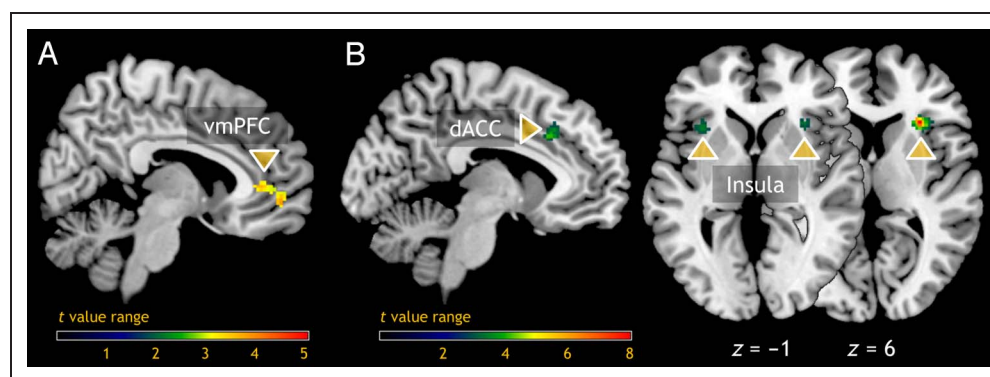 A
B
vmPFC
dACC
Insula
t value range
1 2 3 4 5
t value range
2 4 6 8
z = –1
z = 6